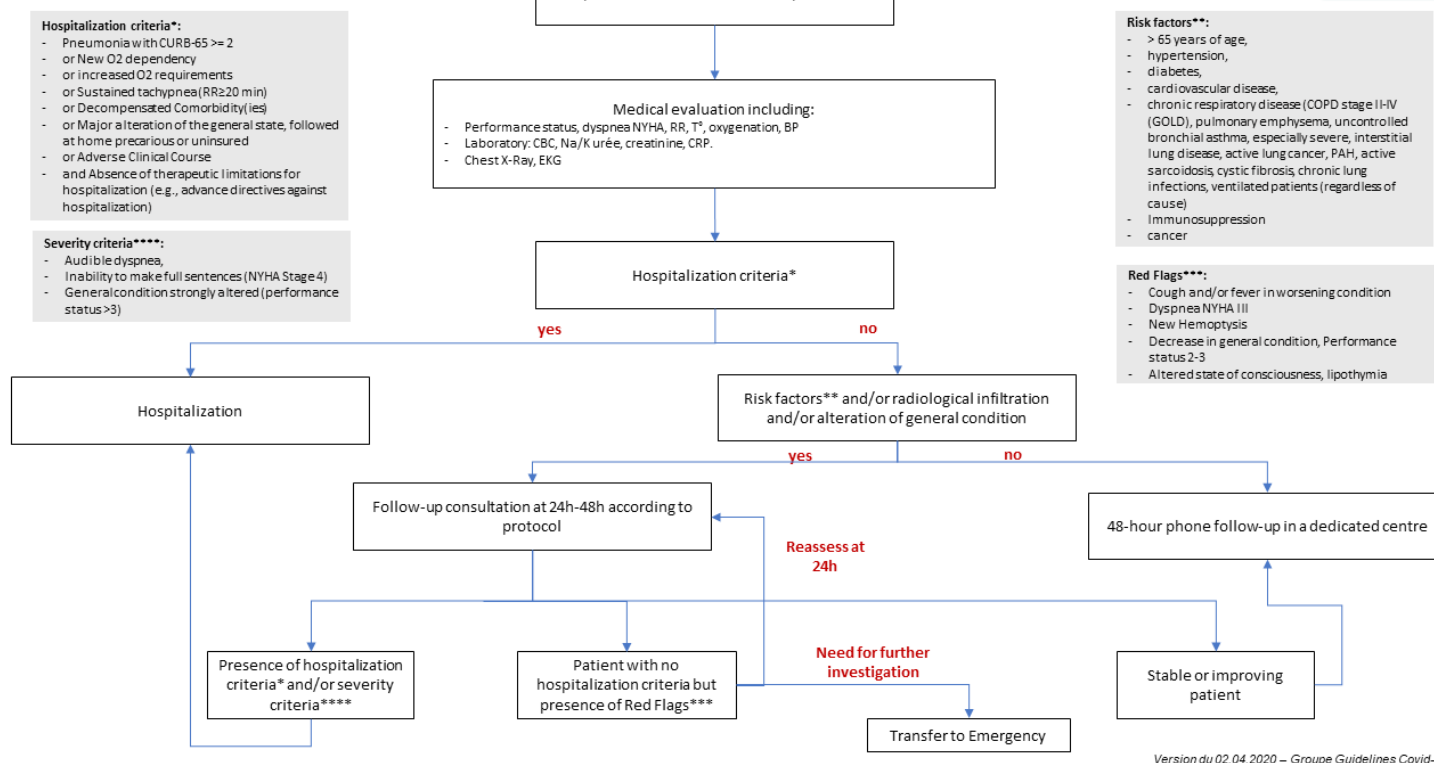 Hospitalization criteria*:
- Pneumonia with CURB-65 >= 2
- or New O2 dependency
- or increased O2 requirements
- or Sustained tachypnea (RR≥20 min)
- or Decompensated Comorbidity(ies)
- or Major alteration of the general state, followed
at home precarious or uninsured
- or Adverse Clinical Course
- and Absence of therapeutic limitations for
hospitalization (e.g., advance directives against
hospitalization)
Severity criteria****:
- Audible dyspnea,
- Inability to make full sentences (NYHA Stage 4)
- General condition strongly altered (performance
status >3)
Medical evaluation including:
- Performance status, dyspnea NYHA, RR, T°, oxygenation, BP
- Laboratory: CBC, Na/K urée, creatinine, CRP.
- Chest X-Ray, EKG
Risk factors**:
- > 65 years of age,
- hypertension,
- diabetes,
- cardiovascular disease,
- chronic respiratory disease (COPD stage II-IV
(GOLD), pulmonary emphysema, uncontrolled
bronchial asthma, especially severe, interstitial
lung disease, active lung cancer, PAH, active
sarcoidosis, cystic fibrosis, chronic lung
infections, ventilated patients (regardless of
cause)
- Immunosuppression
- cancer
Red Flags***:
- Cough and/or fever in worsening condition
- Dyspnea NYHA III
- New Hemoptysis
- Decrease in general condition, Performance
status 2-3
- Altered state of consciousness, lipothymia
Hospitalization criteria*
yes
no
Hospitalization
Risk factors** and/or radiological infiltration
and/or alteration of general condition
yes
no
Follow-up consultation at 24h-48h according to
protocol
48-hour phone follow-up in a dedicated centre
Reassess at
24h
Presence of hospitalization
criteria* and/or severity
criteria****
Patient with no
hospitalization criteria but
presence of Red Flags***
Need for further
investigation
Stable or improving
patient
Transfer to Emergency
Version du 02.04.2020 – Groupe Guidelines Covid-